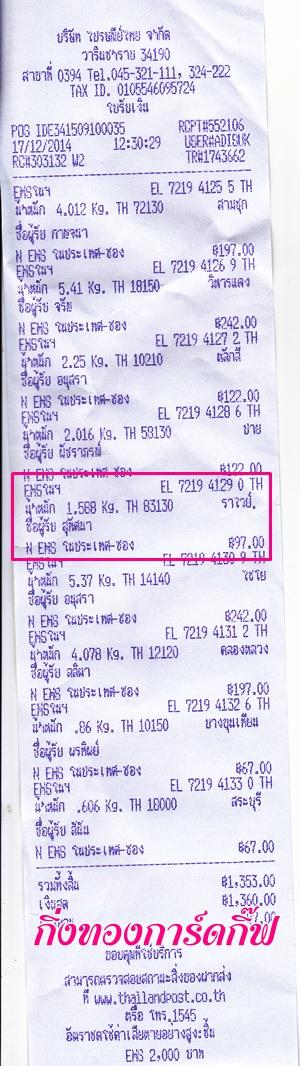 บริษัท ไปรษณีย์ไทย จำกัด
วารินชำราบ 34190
สาขาที่ 0394 Tel.045-321-111, 324-222
TAX ID. 0105546095724
ใบรับเงิน
POS IDE341509100035 RCPT#552106
17/12/2014 12:30:29 USER#ADISUK
RC#303132 W2 TR#1743662
EMSในฯ EL 7219 4125 5 TH
น้ำหนัก 4.012 Kg. TH 72130 สามชุก
ชื่อผู้รับ กายจนา
N EMS ในประเทศ-ซอง ฿197.00
EMSในฯ EL 7219 4126 9 TH
น้ำหนัก 5.41 Kg. TH 18150 วิหารแดง
ชื่อผู้รับ จรัม
N EMS ในประเทศ-ซอง ฿242.00
EMSในฯ EL 7219 4127 2 TH
น้ำหนัก 2.25 Kg. TH 10210 หลักสี่
ชื่อผู้รับ อนุสรา
N EMS ในประเทศ-ซอง ฿122.00
EMSในฯ EL 7219 4128 6 TH
น้ำหนัก 2.016 Kg. TH 58130 ปาย
ชื่อผู้รับ พัชราภรณ์
N EMS ในประเทศ-ซอง ฿122.00
EMSในฯ EL 7219 4129 0 TH
น้ำหนัก 1.588 Kg. TH 83130 ราไวย์
ชื่อผู้รับ สุทัศนา
N EMS ในประเทศ-ซอง ฿97.00
EMSในฯ EL 7219 4130 9 TH
น้ำหนัก 5.37 Kg. TH 14140 ไชโย
ชื่อผู้รับ อนุสรา
N EMS ในประเทศ-ซอง ฿242.00
EMSในฯ EL 7219 4131 2 TH
น้ำหนัก 4.078 Kg. TH 12120 คลองหลวง
ชื่อผู้รับ ลลิตา
N EMS ในประเทศ-ซอง ฿197.00
EMSในฯ EL 7219 4132 6 TH
น้ำหนัก .86 Kg. TH 10150 บางขุนเทียน
ชื่อผู้รับ พรทิพย์
N EMS ในประเทศ-ซอง ฿67.00
EMSในฯ EL 7219 4133 0 TH
น้ำหนัก .606 Kg. TH 18000 สระบุรี
ชื่อผู้รับ
N EMS ในประเทศ-ซอง ฿67.00
รวมทั้งสิ้น ฿1,353.00
เงินสด ฿1,360.00
฿7.00
กิ่งทองการ์ดกิ๊ฟ
ขอบคุณที่ใช้บริการ
สามารถตรวจสอบสถานะสิ่งของฝากส่ง
ที่ www.thailandpost.co.th
หรือ โทร.1545
อัตราชดใช้ค่าเสียหายอย่างสูงชิ้น
EMS 2,000 บาท